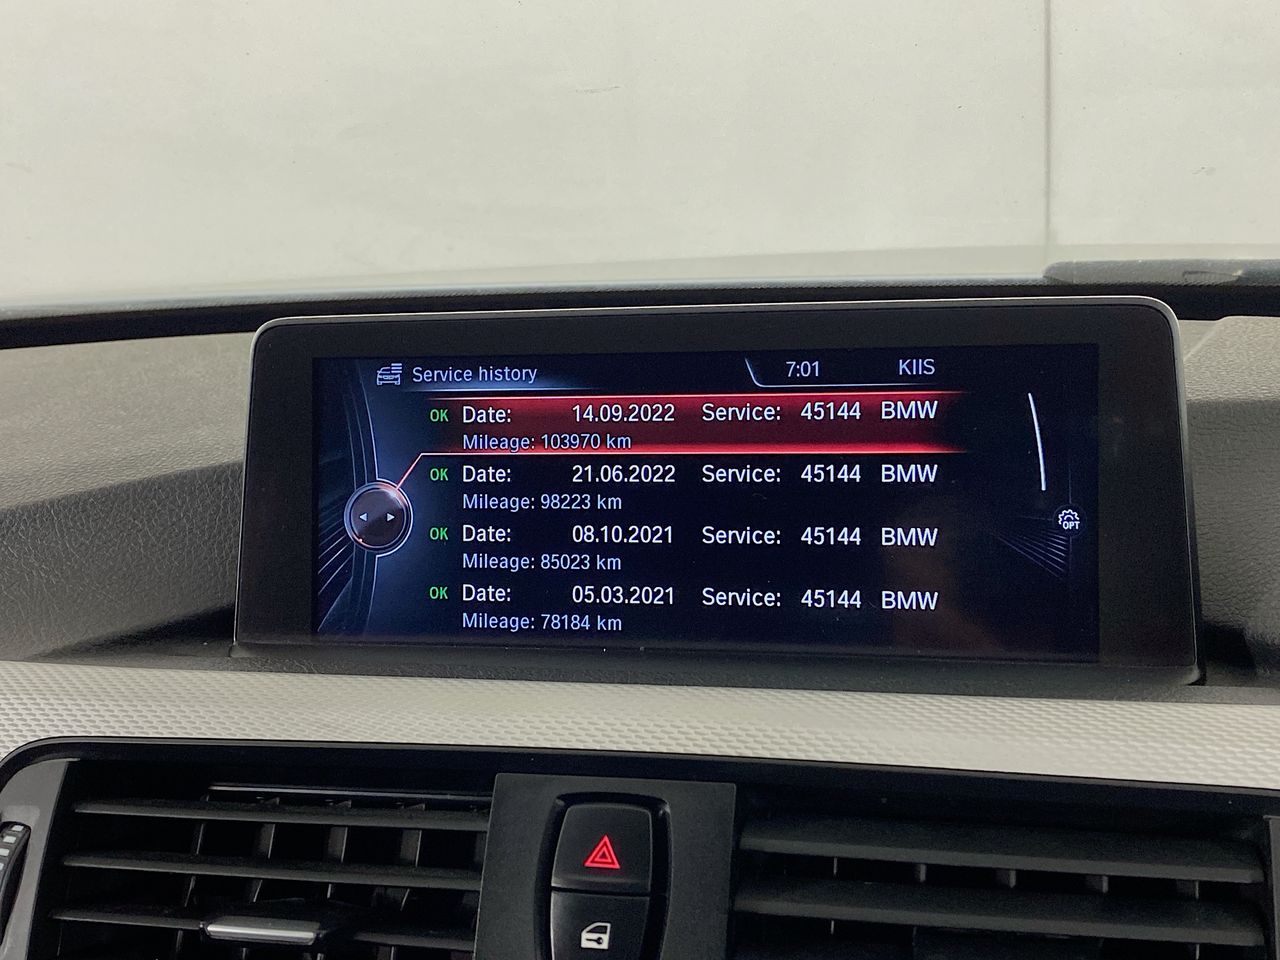 Service history 7:01 KIIS
OK Date: 14.09.2022 Service: 45144 BMW
Mileage: 103970 km
OK Date: 21.06.2022 Service: 45144 BMW
Mileage: 98223 km
OK Date: 08.10.2021 Service: 45144 BMW
Mileage: 85023 km
OPT
OK Date: 05.03.2021 Service: 45144 BMW
Mileage: 78184 km